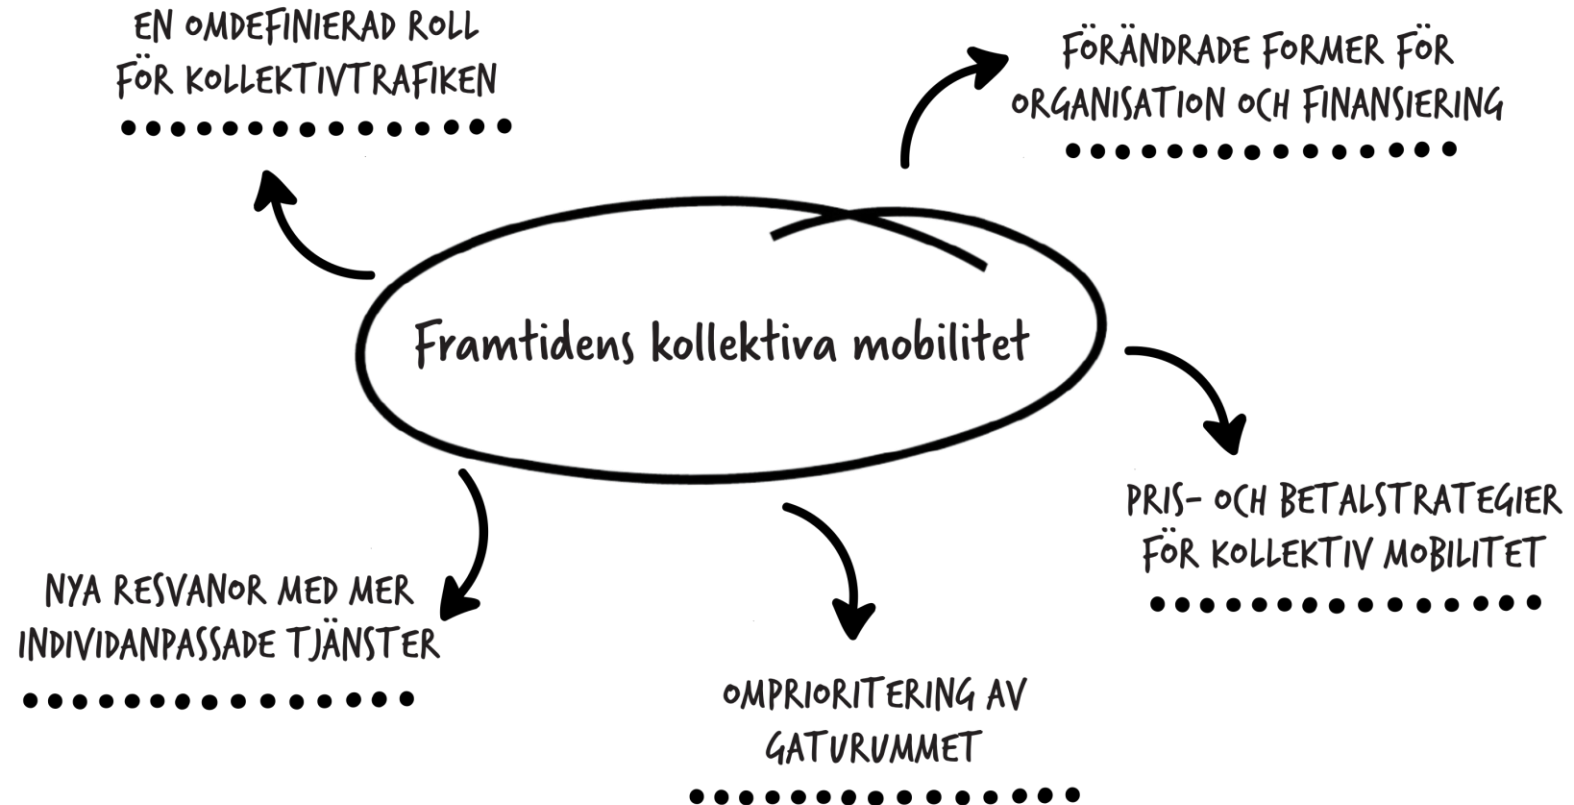 EN OMDEFINIERAD ROLL
FÖR KOLLEKTIVTRAFIKEN
FÖRÄNDRADE FORMER FÖR
ORGANISATION OCH FINANSIERING
Framtidens kollektiva mobilitet
PRIS- OCH BETALSTRATEGIER
FÖR KOLLEKTIV MOBILITET
NYA RESVANOR MED MER
INDIVIDANPASSADE TJÄNSTER
OMPRIORITERING AV
GATURUMMET